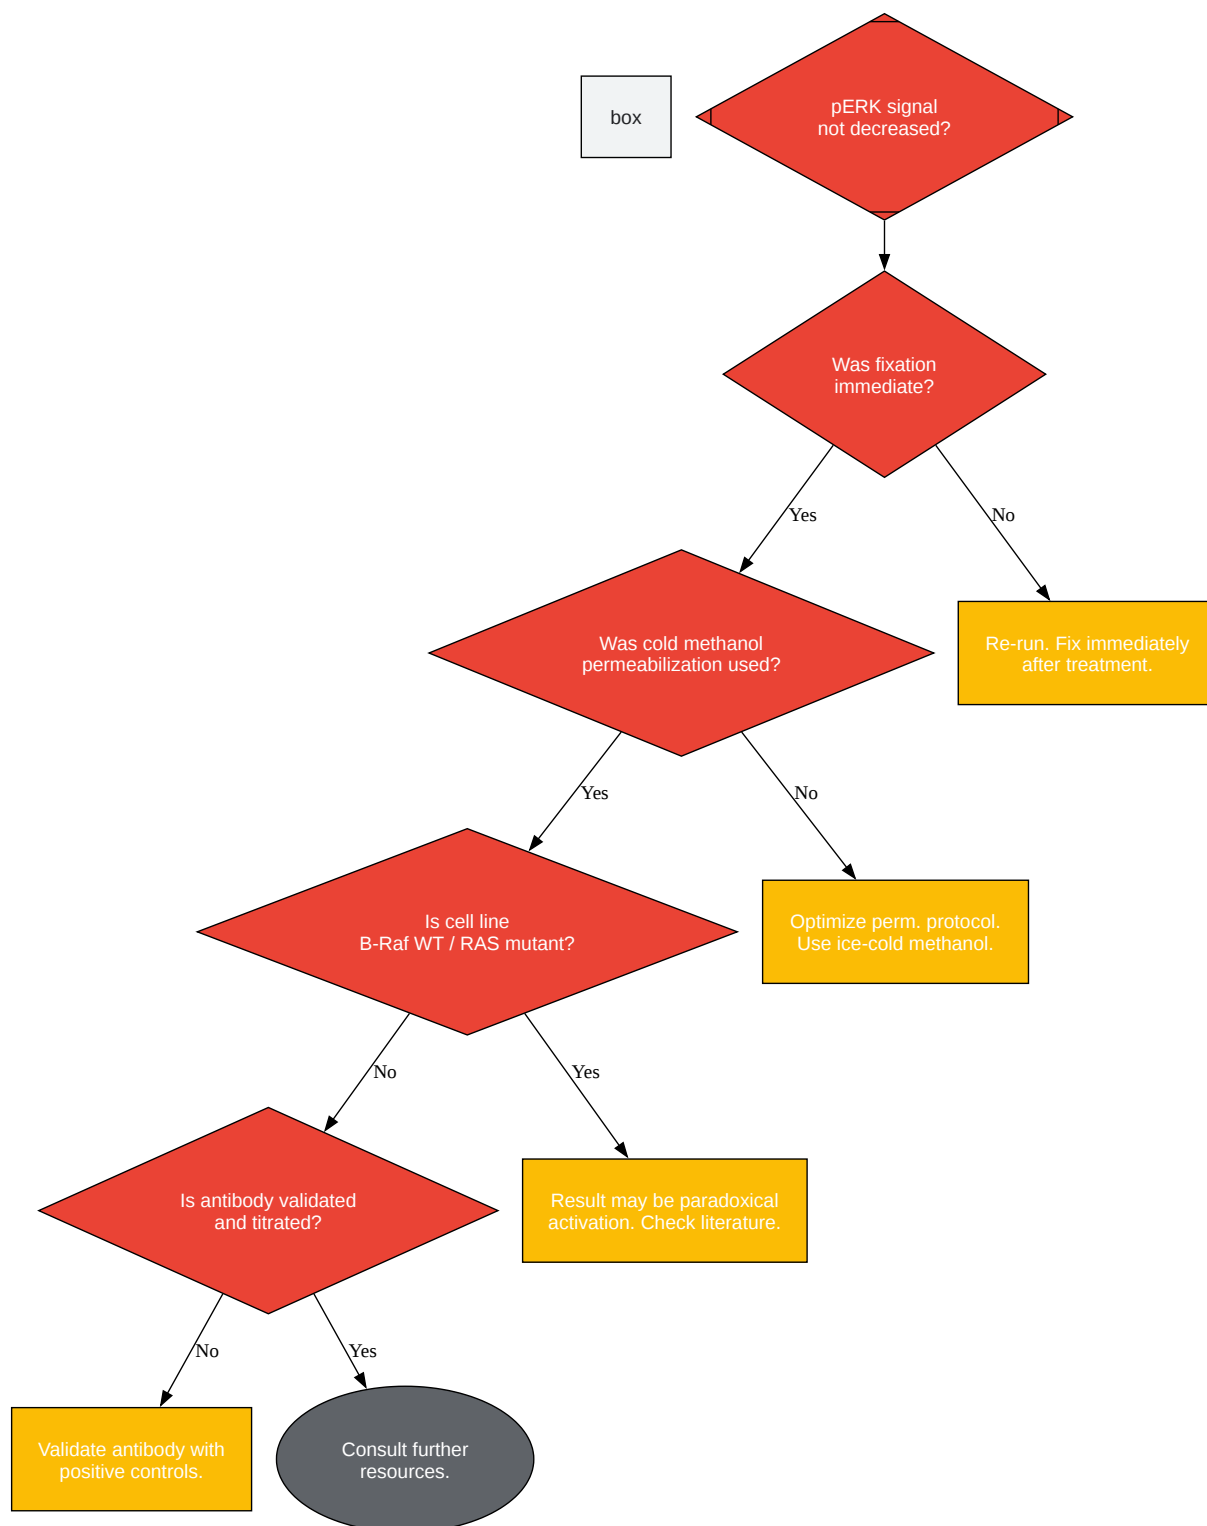 box
pERK signal
not decreased?
Was fixation
immediate?
Yes
No
Was cold methanol
permeabilization used?
Re-run. Fix immediately
after treatment.
Yes
No
Is cell line
B-Raf WT / RAS mutant?
Optimize perm. protocol.
Use ice-cold methanol.
No
Yes
Is antibody validated
and titrated?
Result may be paradoxical
activation. Check literature.
No
Yes
Validate antibody with
positive controls.
Consult further
resources.